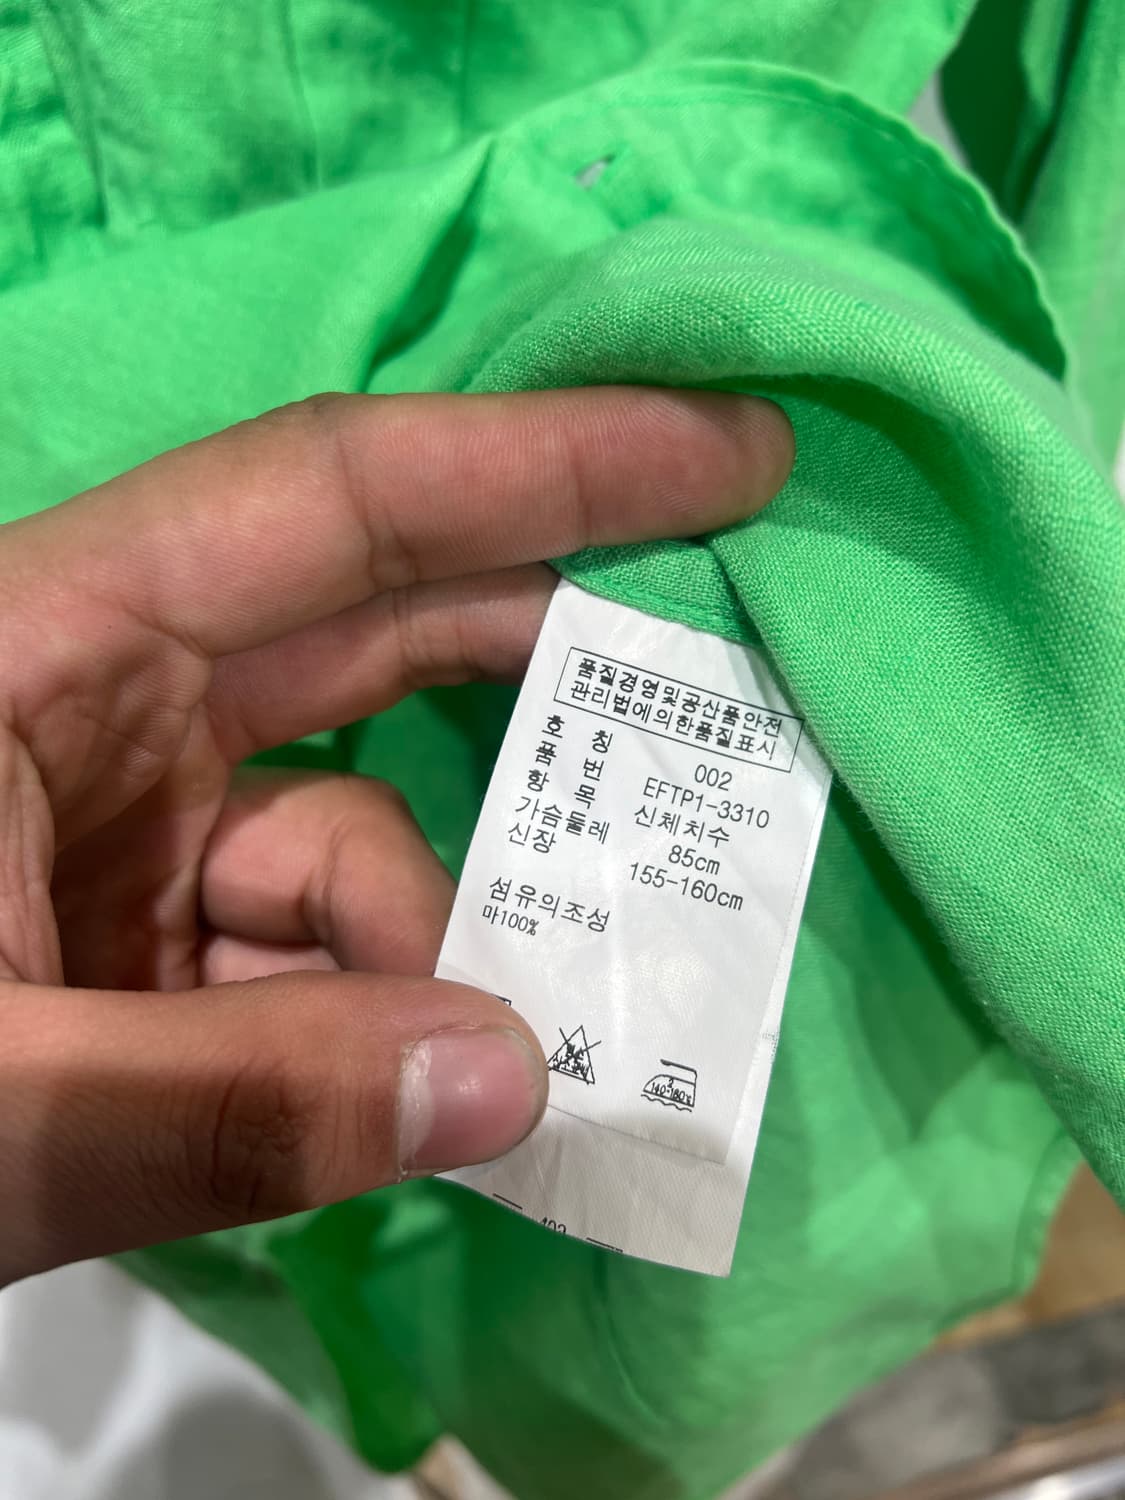 품질경영및공산품안전
관리법에의한품질표시
호 칭 002
품 번 EFTP1-3310
항 목 신체치수
가슴둘레 85cm
신장 155-160cm
섬유의조성
마100%
140-160℃